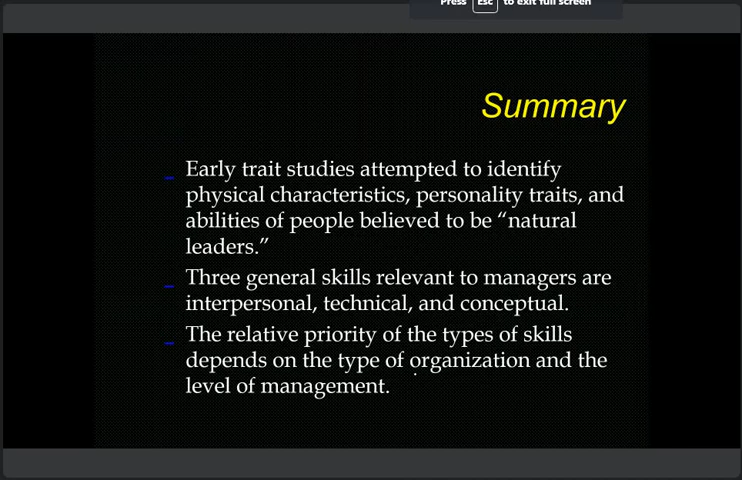 Press Esc to exit full screen
Summary
Early trait studies attempted to identify
physical characteristics, personality traits, and
abilities of people believed to be “natural
leaders.”
Three general skills relevant to managers are
interpersonal, technical, and conceptual.
The relative priority of the types of skills
depends on the type of organization and the
level of management.